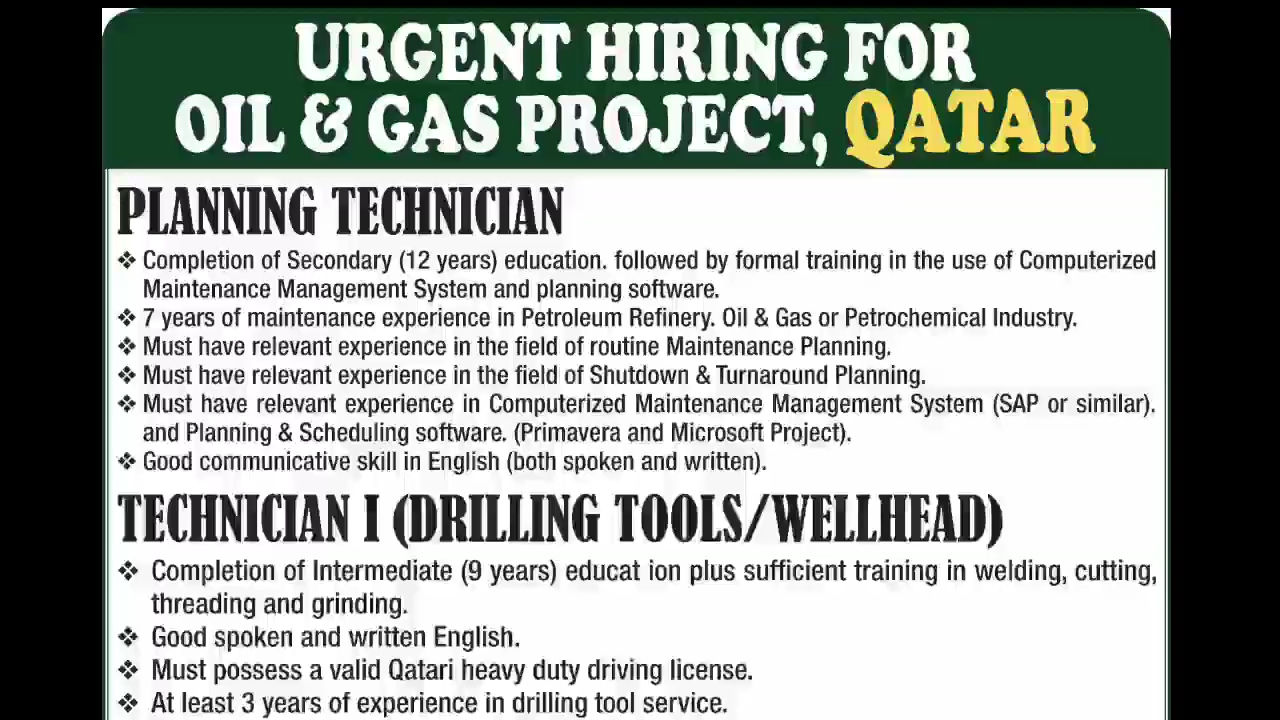 URGENT HIRING FOR
OIL & GAS PROJECT, QATAR
PLANNING TECHNICIAN
❖ Completion of Secondary (12 years) education. followed by formal training in the use of Computerized
Maintenance Management System and planning software.
❖ 7 years of maintenance experience in Petroleum Refinery. Oil & Gas or Petrochemical Industry.
❖ Must have relevant experience in the field of routine Maintenance Planning.
❖ Must have relevant experience in the field of Shutdown & Turnaround Planning.
❖ Must have relevant experience in Computerized Maintenance Management System (SAP or similar).
and Planning & Scheduling software. (Primavera and Microsoft Project).
❖ Good communicative skill in English (both spoken and written).
TECHNICIAN I (DRILLING TOOLS/WELLHEAD)
❖ Completion of Intermediate (9 years) educat ion plus sufficient training in welding, cutting,
threading and grinding.
❖ Good spoken and written English.
❖ Must possess a valid Qatari heavy duty driving license.
❖ At least 3 years of experience in drilling tool service.